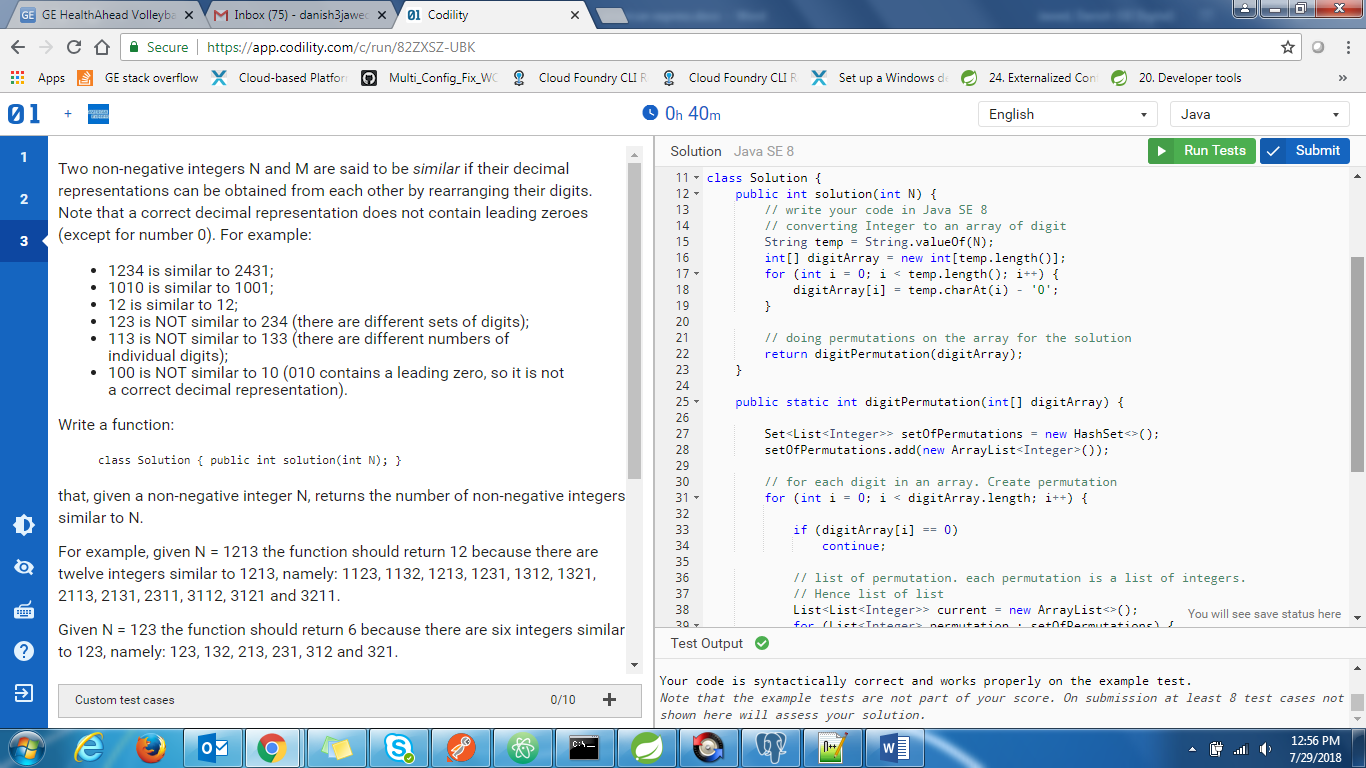 GE HealthAhead Volleyba
Inbox (75) - danish3jawed
Codility
Secure
https://app.codility.com/c/run/82ZXSZ-UBK
Apps
GE stack overflow
Cloud-based Platfor
Multi_Config_Fix_WC
Cloud Foundry CLI R
Cloud Foundry CLI R
Set up a Windows d
24. Externalized Con
20. Developer tools
»
01
+
0h 40m
English
Java
1
2
3
Two non-negative integers N and M are said to be similar if their decimal
representations can be obtained from each other by rearranging their digits.
Note that a correct decimal representation does not contain leading zeroes
(except for number 0). For example:
• 1234 is similar to 2431;
• 1010 is similar to 1001;
• 12 is similar to 12;
• 123 is NOT similar to 234 (there are different sets of digits);
• 113 is NOT similar to 133 (there are different numbers of
individual digits);
• 100 is NOT similar to 10 (010 contains a leading zero, so it is not
a correct decimal representation).
Write a function:
class Solution { public int solution(int N); }
that, given a non-negative integer N, returns the number of non-negative integers
similar to N.
For example, given N = 1213 the function should return 12 because there are
twelve integers similar to 1213, namely: 1123, 1132, 1213, 1231, 1312, 1321,
2113, 2131, 2311, 3112, 3121 and 3211.
Given N = 123 the function should return 6 because there are six integers similar
to 123, namely: 123, 132, 213, 231, 312 and 321.
Custom test cases
0/10
+
Solution Java SE 8
Run Tests
Submit
11 class Solution {
12 public int solution(int N) {
13 // write your code in Java SE 8
14 // converting Integer to an array of digit
15 String temp = String.valueOf(N);
16 int[] digitArray = new int[temp.length()];
17 for (int i = 0; i < temp.length(); i++) {
18 digitArray[i] = temp.charAt(i) - '0';
19 }
20
21 // doing permutations on the array for the solution
22 return digitPermutation(digitArray);
23 }
24
25 public static int digitPermutation(int[] digitArray) {
26
27 Set<List<Integer>> setOfPermutations = new HashSet<>();
28 setOfPermutations.add(new ArrayList<Integer>());
29
30 // for each digit in an array. Create permutation
31 for (int i = 0; i < digitArray.length; i++) {
32
33 if (digitArray[i] == 0)
34 continue;
35
36 // list of permutation. each permutation is a list of integers.
37 // Hence list of list
38 List<List<Integer>> current = new ArrayList<>();
39 for (List<Integer> permutation : setOfPermutations) {
You will see save status here
Test Output
Your code is syntactically correct and works properly on the example test.
Note that the example tests are not part of your score. On submission at least 8 test cases not
shown here will assess your solution.
12:56 PM
7/29/2018